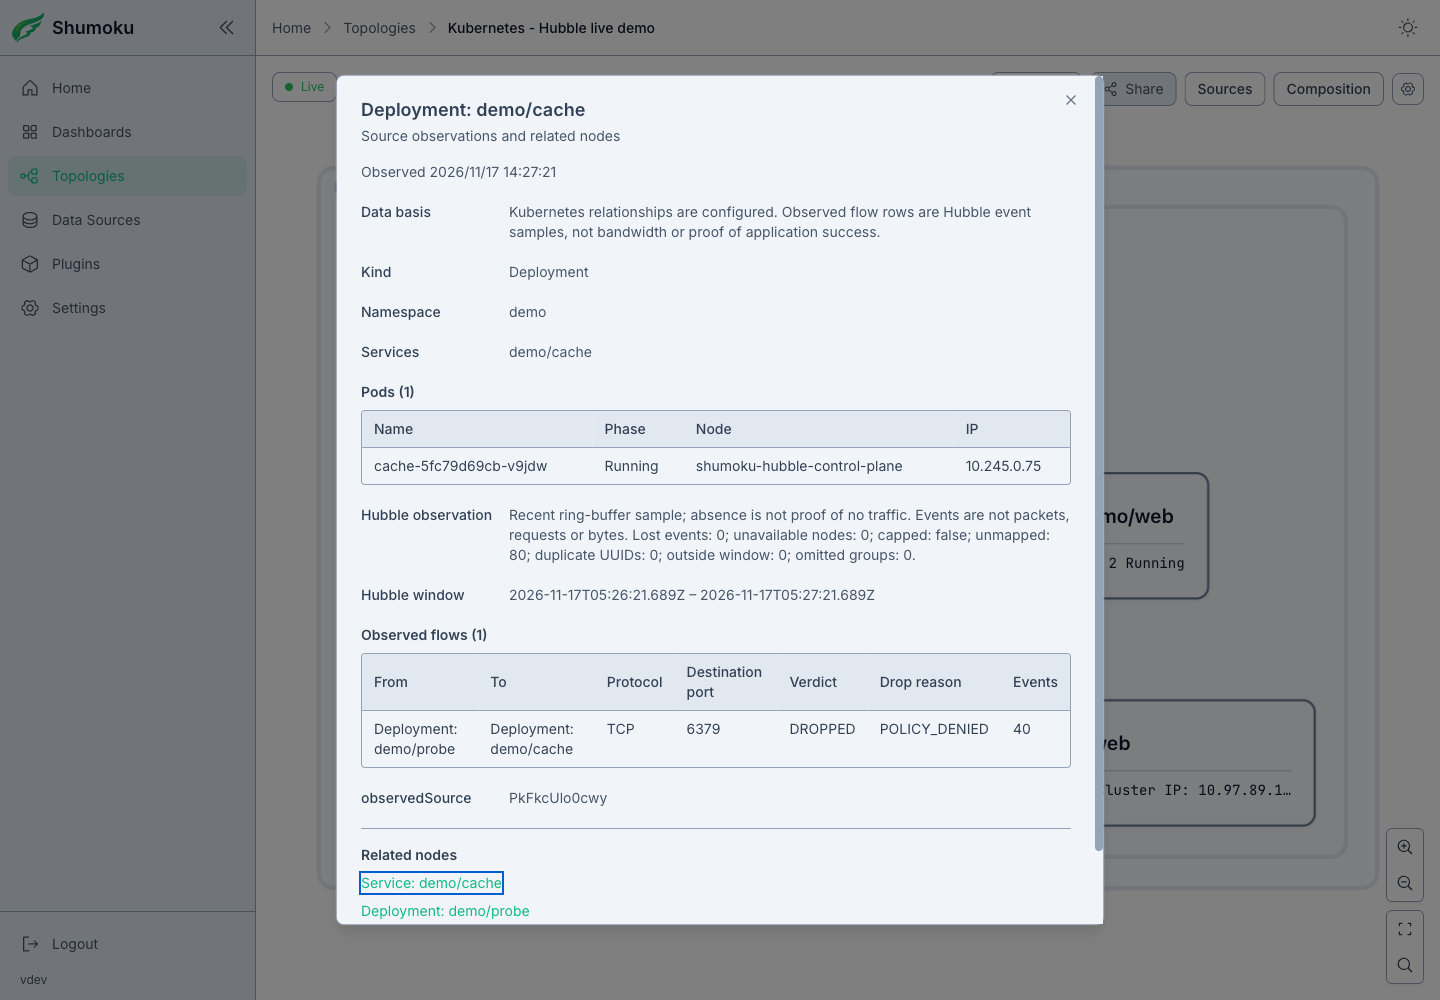 Shumoku
Home
Topologies
Kubernetes - Hubble live demo
Home
Dashboards
Topologies
Data Sources
Plugins
Settings
Logout
vdev
Live
Share
Sources
Composition
Deployment: demo/cache
Source observations and related nodes
Observed 2026/11/17 14:27:21
Data basis
Kubernetes relationships are configured. Observed flow rows are Hubble event
samples, not bandwidth or proof of application success.
Kind
Deployment
Namespace
demo
Services
demo/cache
Pods (1)
Name Phase Node IP
cache-5fc79d69cb-v9jdw Running shumoku-hubble-control-plane 10.245.0.75
Hubble observation
Recent ring-buffer sample; absence is not proof of no traffic. Events are not packets,
requests or bytes. Lost events: 0; unavailable nodes: 0; capped: false; unmapped:
80; duplicate UUIDs: 0; outside window: 0; omitted groups: 0.
Hubble window
2026-11-17T05:26:21.689Z – 2026-11-17T05:27:21.689Z
Observed flows (1)
From To Protocol Destination port Verdict Drop reason Events
Deployment: demo/probe Deployment: demo/cache TCP 6379 DROPPED POLICY_DENIED 40
observedSource
PkFkcUlo0cwy
Related nodes
Service: demo/cache
Deployment: demo/probe
mo/web
2 Running
web
luster IP: 10.97.89.1…